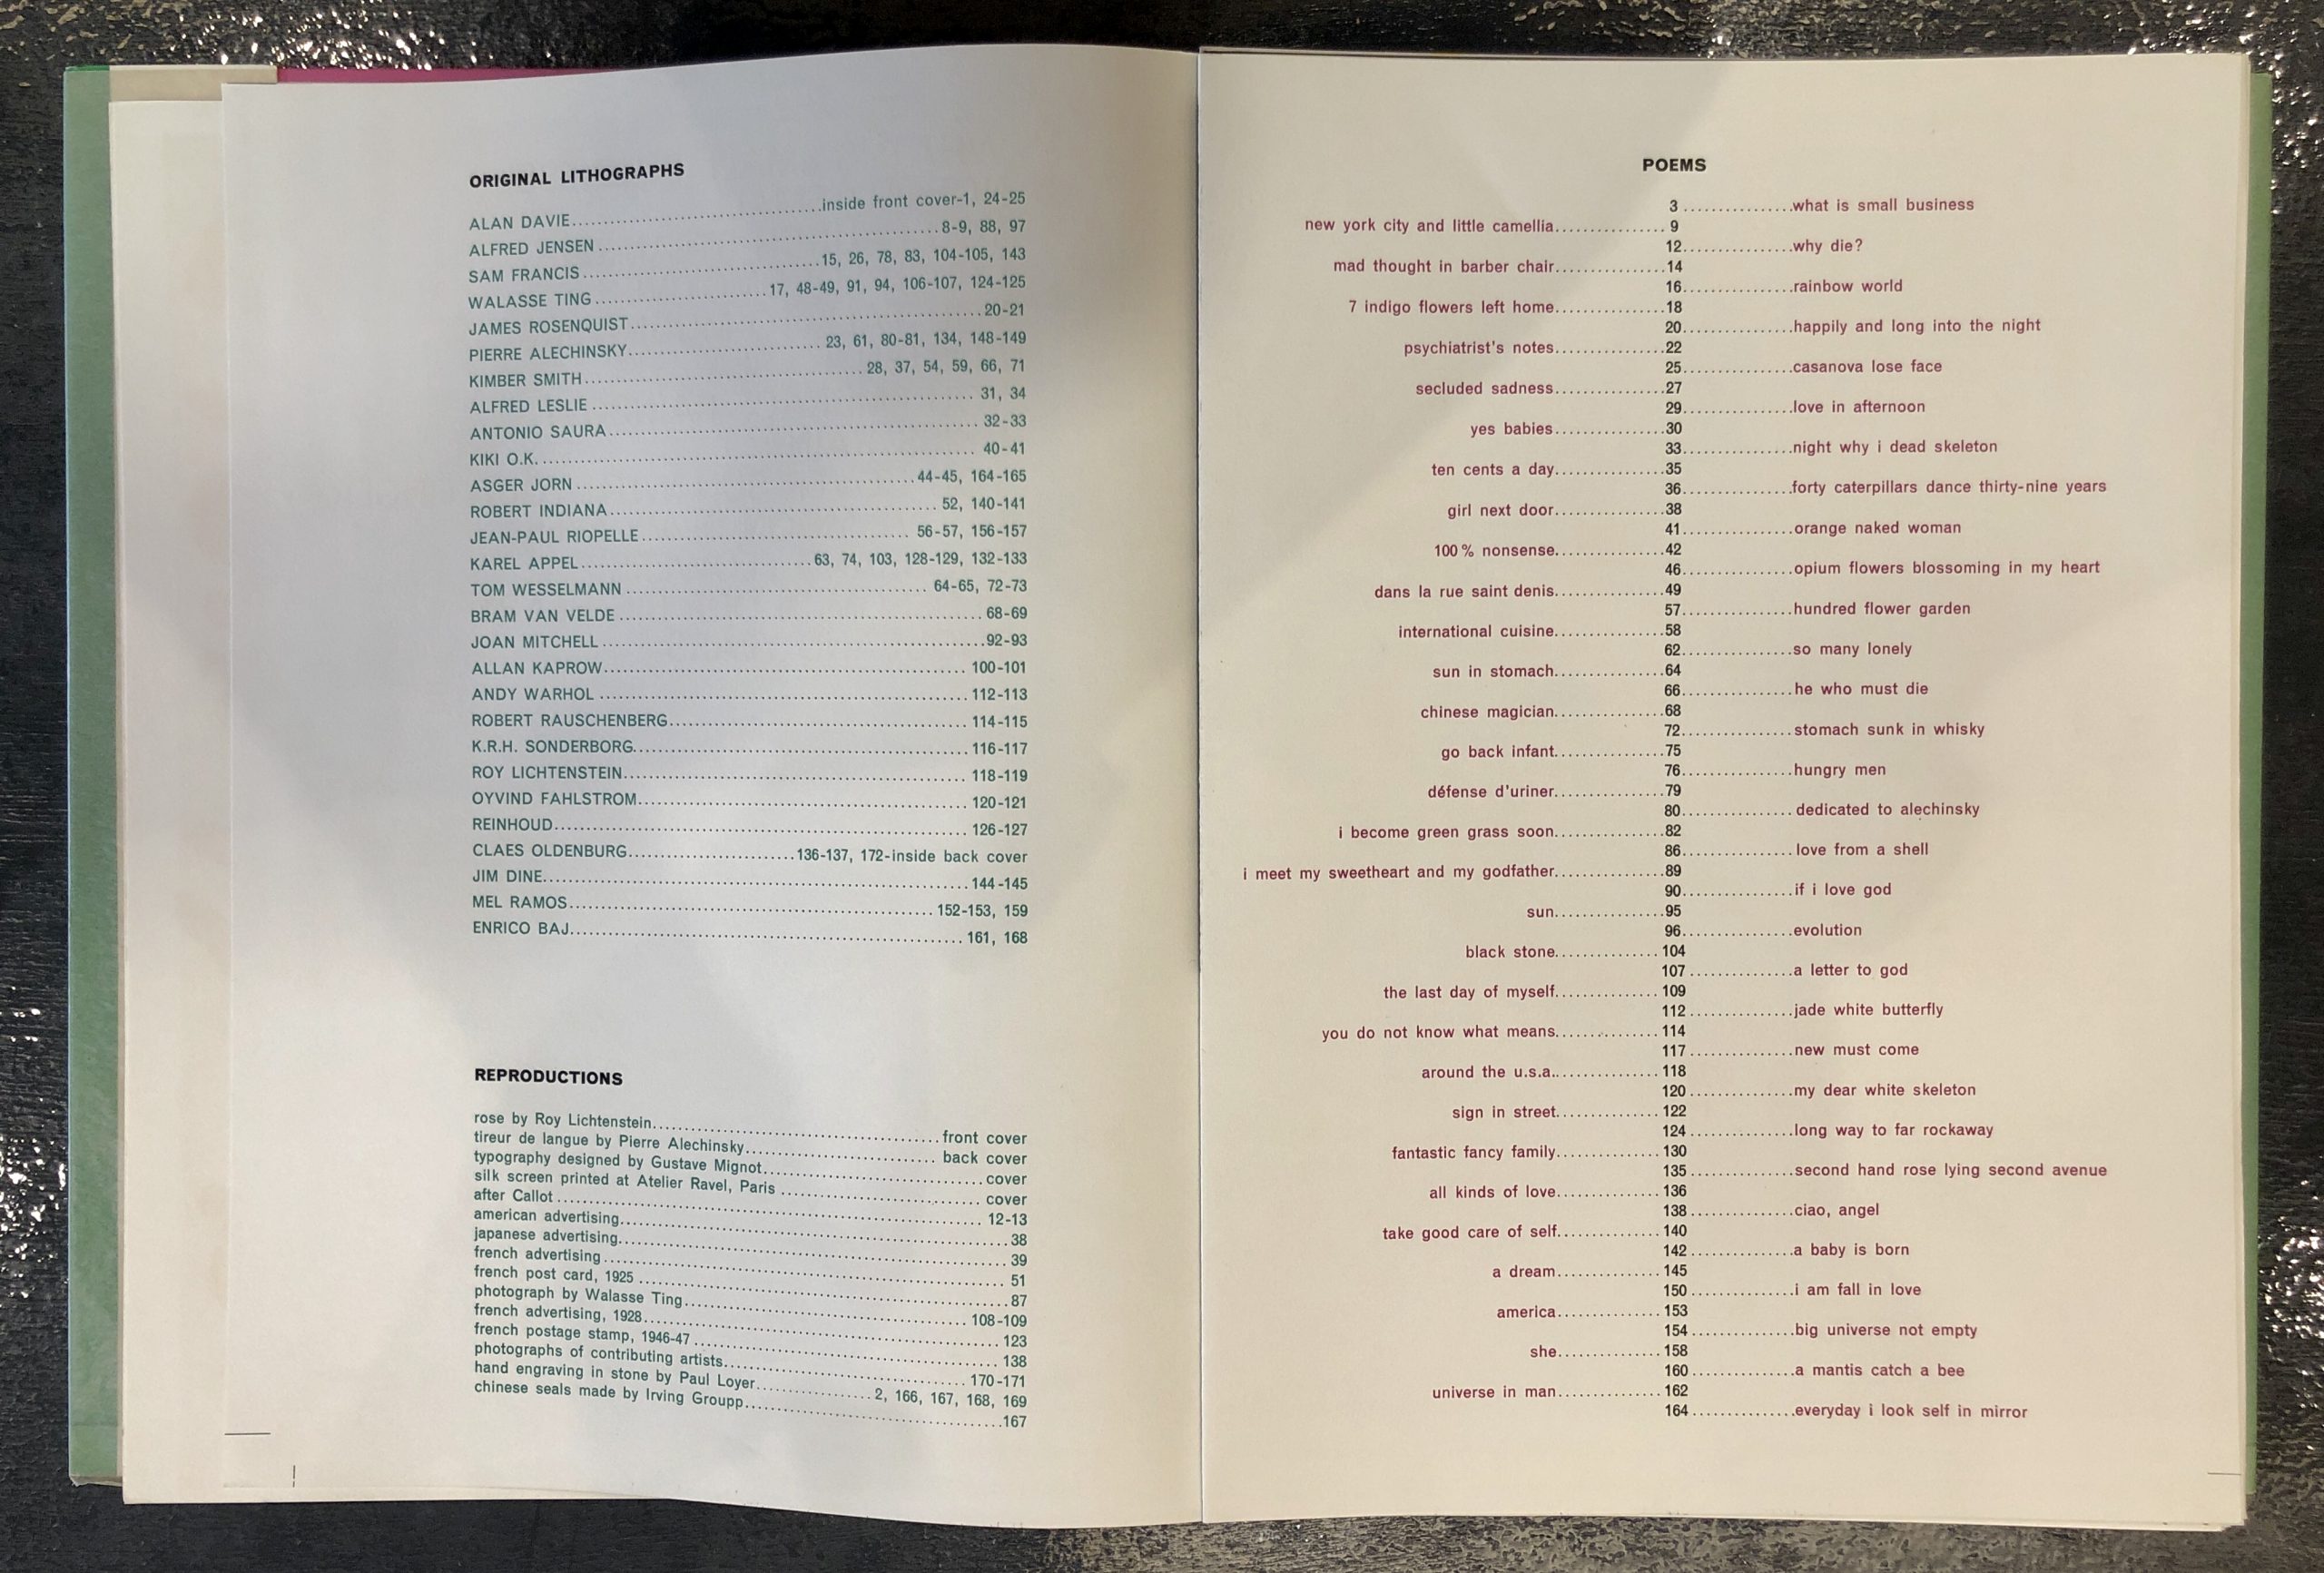 ORIGINAL LITHOGRAPHS
ALAN DAVIE..............................inside front cover-1, 24-25
ALFRED JENSEN..............................8-9, 88, 97
SAM FRANCIS..............................15, 26, 78, 83, 104-105, 143
WALASSE TING..............................17, 48-49, 91, 94, 106-107, 124-125
JAMES ROSENQUIST..............................20-21
PIERRE ALECHINSKY..............................23, 61, 80-81, 134, 148-149
KIMBER SMITH..............................28, 37, 54, 59, 66, 71
ALFRED LESLIE..............................31, 34
ANTONIO SAURA..............................32-33
KIKI O.K...............................40-41
ASGER JORN..............................44-45, 164-165
ROBERT INDIANA..............................52, 140-141
JEAN-PAUL RIOPELLE..............................56-57, 156-157
KAREL APPEL..............................63, 74, 103, 128-129, 132-133
TOM WESSELMANN..............................64-65, 72-73
BRAM VAN VELDE..............................68-69
JOAN MITCHELL..............................92-93
ALLAN KAPROW..............................100-101
ANDY WARHOL..............................112-113
ROBERT RAUSCHENBERG..............................114-115
K.R.H. SONDERBORG..............................116-117
ROY LICHTENSTEIN..............................118-119
OYVIND FAHLSTROM..............................120-121
REINHOUD..............................126-127
CLAES OLDENBURG..............................136-137, 172-inside back cover
JIM DINE..............................144-145
MEL RAMOS..............................152-153, 159
ENRICO BAJ..............................161, 168
REPRODUCTIONS
rose by Roy Lichtenstein..............................front cover
tireur de langue by Pierre Alechinsky..............................back cover
typography designed by Gustave Mignot..............................cover
silk screen printed at Atelier Ravel, Paris..............................cover
after Callot..............................12-13
american advertising..............................38
japanese advertising..............................39
french advertising..............................51
french post card, 1925..............................87
photograph by Walasse Ting..............................108-109
french advertising, 1928..............................123
french postage stamp, 1946-47..............................138
photographs of contributing artists..............................170-171
hand engraving in stone by Paul Loyer..............................2, 166, 167, 168, 169
chinese seals made by Irving Groupp..............................167
POEMS
3................what is small business
new york city and little camellia................9
12................why die?
mad thought in barber chair................14
16................rainbow world
7 indigo flowers left home................18
20................happily and long into the night
psychiatrist's notes................22
25................casanova lose face
secluded sadness................27
29................love in afternoon
yes babies................30
33................night why i dead skeleton
ten cents a day................35
36................forty caterpillars dance thirty-nine years
girl next door................38
41................orange naked woman
100% nonsense................42
46................opium flowers blossoming in my heart
dans la rue saint denis................49
57................hundred flower garden
international cuisine................58
62................so many lonely
sun in stomach................64
66................he who must die
chinese magician................68
72................stomach sunk in whisky
go back infant................75
76................hungry men
défense d'uriner................79
80................dedicated to alechinsky
i become green grass soon................82
86................love from a shell
i meet my sweetheart and my godfather................89
90................if i love god
sun................95
96................evolution
black stone................104
107................a letter to god
the last day of myself................109
112................jade white butterfly
you do not know what means................114
117................new must come
around the u.s.a.................118
120................my dear white skeleton
sign in street................122
124................long way to far rockaway
fantastic fancy family................130
135................second hand rose lying second avenue
all kinds of love................136
138................ciao, angel
take good care of self................140
142................a baby is born
a dream................145
150................i am fall in love
america................153
154................big universe not empty
she................158
160................a mantis catch a bee
universe in man................162
164................everyday i look self in mirror